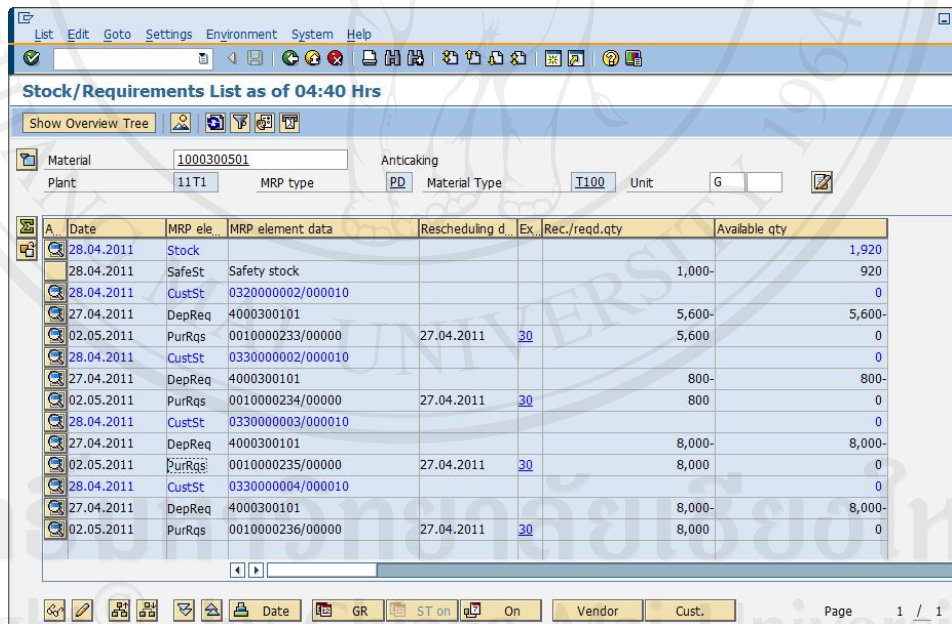 List Edit Goto Settings Environment System Help
Stock/Requirements List as of 04:40 Hrs
Show Overview Tree
Material 1000300501 Anticaking
Plant 11T1 MRP type PD Material Type T100 Unit G
A... Date MRP ele... MRP element data Rescheduling d... Ex... Rec./reqd.qty Available qty
28.04.2011 Stock 1,920
28.04.2011 SafeSt Safety stock 1,000- 920
28.04.2011 CustSt 0320000002/000010 0
27.04.2011 DepReq 4000300101 5,600- 5,600-
02.05.2011 PurRqs 0010000233/00000 27.04.2011 30 5,600 0
28.04.2011 CustSt 0330000002/000010 0
27.04.2011 DepReq 4000300101 800- 800-
02.05.2011 PurRqs 0010000234/00000 27.04.2011 30 800 0
28.04.2011 CustSt 0330000003/000010 0
27.04.2011 DepReq 4000300101 8,000- 8,000-
02.05.2011 PurRqs 0010000235/00000 27.04.2011 30 8,000 0
28.04.2011 CustSt 0330000004/000010 0
27.04.2011 DepReq 4000300101 8,000- 8,000-
02.05.2011 PurRqs 0010000236/00000 27.04.2011 30 8,000 0
Date GR ST on On Vendor Cust. Page 1 / 1
UNIVERSITY 1964